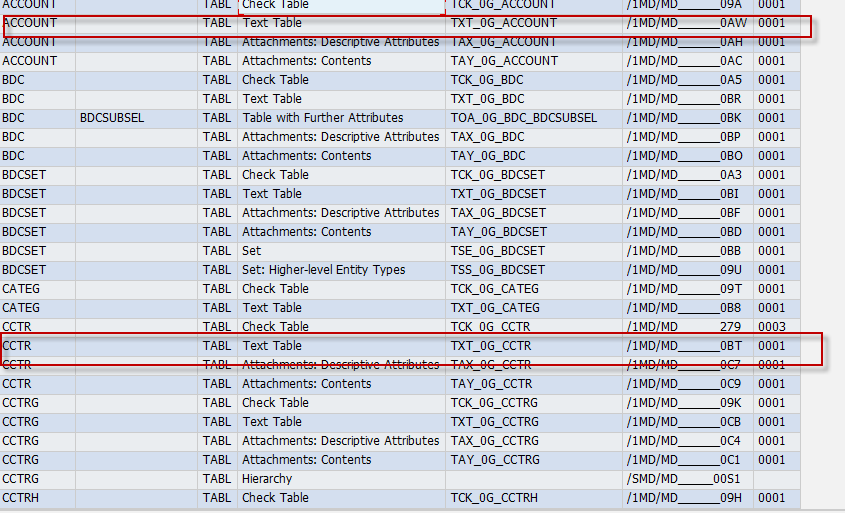 ACCOUNT TABL Check Table TCK_0G_ACCOUNT /1MD/MD______09A 0001
ACCOUNT TABL Text Table TXT_0G_ACCOUNT /1MD/MD______0AW 0001
ACCOUNT TABL Attachments: Descriptive Attributes TAX_0G_ACCOUNT /1MD/MD______0AH 0001
ACCOUNT TABL Attachments: Contents TAY_0G_ACCOUNT /1MD/MD______0AC 0001
BDC TABL Check Table TCK_0G_BDC /1MD/MD______0A5 0001
BDC TABL Text Table TXT_0G_BDC /1MD/MD______0BR 0001
BDC BDCSUBSEL TABL Table with Further Attributes TOA_0G_BDC_BDCSUBSEL /1MD/MD______0BK 0001
BDC TABL Attachments: Descriptive Attributes TAX_0G_BDC /1MD/MD______0BP 0001
BDC TABL Attachments: Contents TAY_0G_BDC /1MD/MD______0BO 0001
BDCSET TABL Check Table TCK_0G_BDCSET /1MD/MD______0A3 0001
BDCSET TABL Text Table TXT_0G_BDCSET /1MD/MD______0BI 0001
BDCSET TABL Attachments: Descriptive Attributes TAX_0G_BDCSET /1MD/MD______0BF 0001
BDCSET TABL Attachments: Contents TAY_0G_BDCSET /1MD/MD______0BD 0001
BDCSET TABL Set TSE_0G_BDCSET /1MD/MD______0BB 0001
BDCSET TABL Set: Higher-level Entity Types TSS_0G_BDCSET /1MD/MD______09U 0001
CATEG TABL Check Table TCK_0G_CATEG /1MD/MD______09T 0001
CATEG TABL Text Table TXT_0G_CATEG /1MD/MD______0B8 0001
CCTR TABL Check Table TCK_0G_CCTR /1MD/MD______279 0003
CCTR TABL Text Table TXT_0G_CCTR /1MD/MD______0BT 0001
CCTR TABL Attachments: Descriptive Attributes TAX_0G_CCTR /1MD/MD______0C7 0001
CCTR TABL Attachments: Contents TAY_0G_CCTR /1MD/MD______0C9 0001
CCTRG TABL Check Table TCK_0G_CCTRG /1MD/MD______09K 0001
CCTRG TABL Text Table TXT_0G_CCTRG /1MD/MD______0CB 0001
CCTRG TABL Attachments: Descriptive Attributes TAX_0G_CCTRG /1MD/MD______0C4 0001
CCTRG TABL Attachments: Contents TAY_0G_CCTRG /1MD/MD______0C1 0001
CCTRG TABL Hierarchy /SMD/MD_____00S1
CCTRH TABL Check Table TCK_0G_CCTRH /1MD/MD______09H 0001